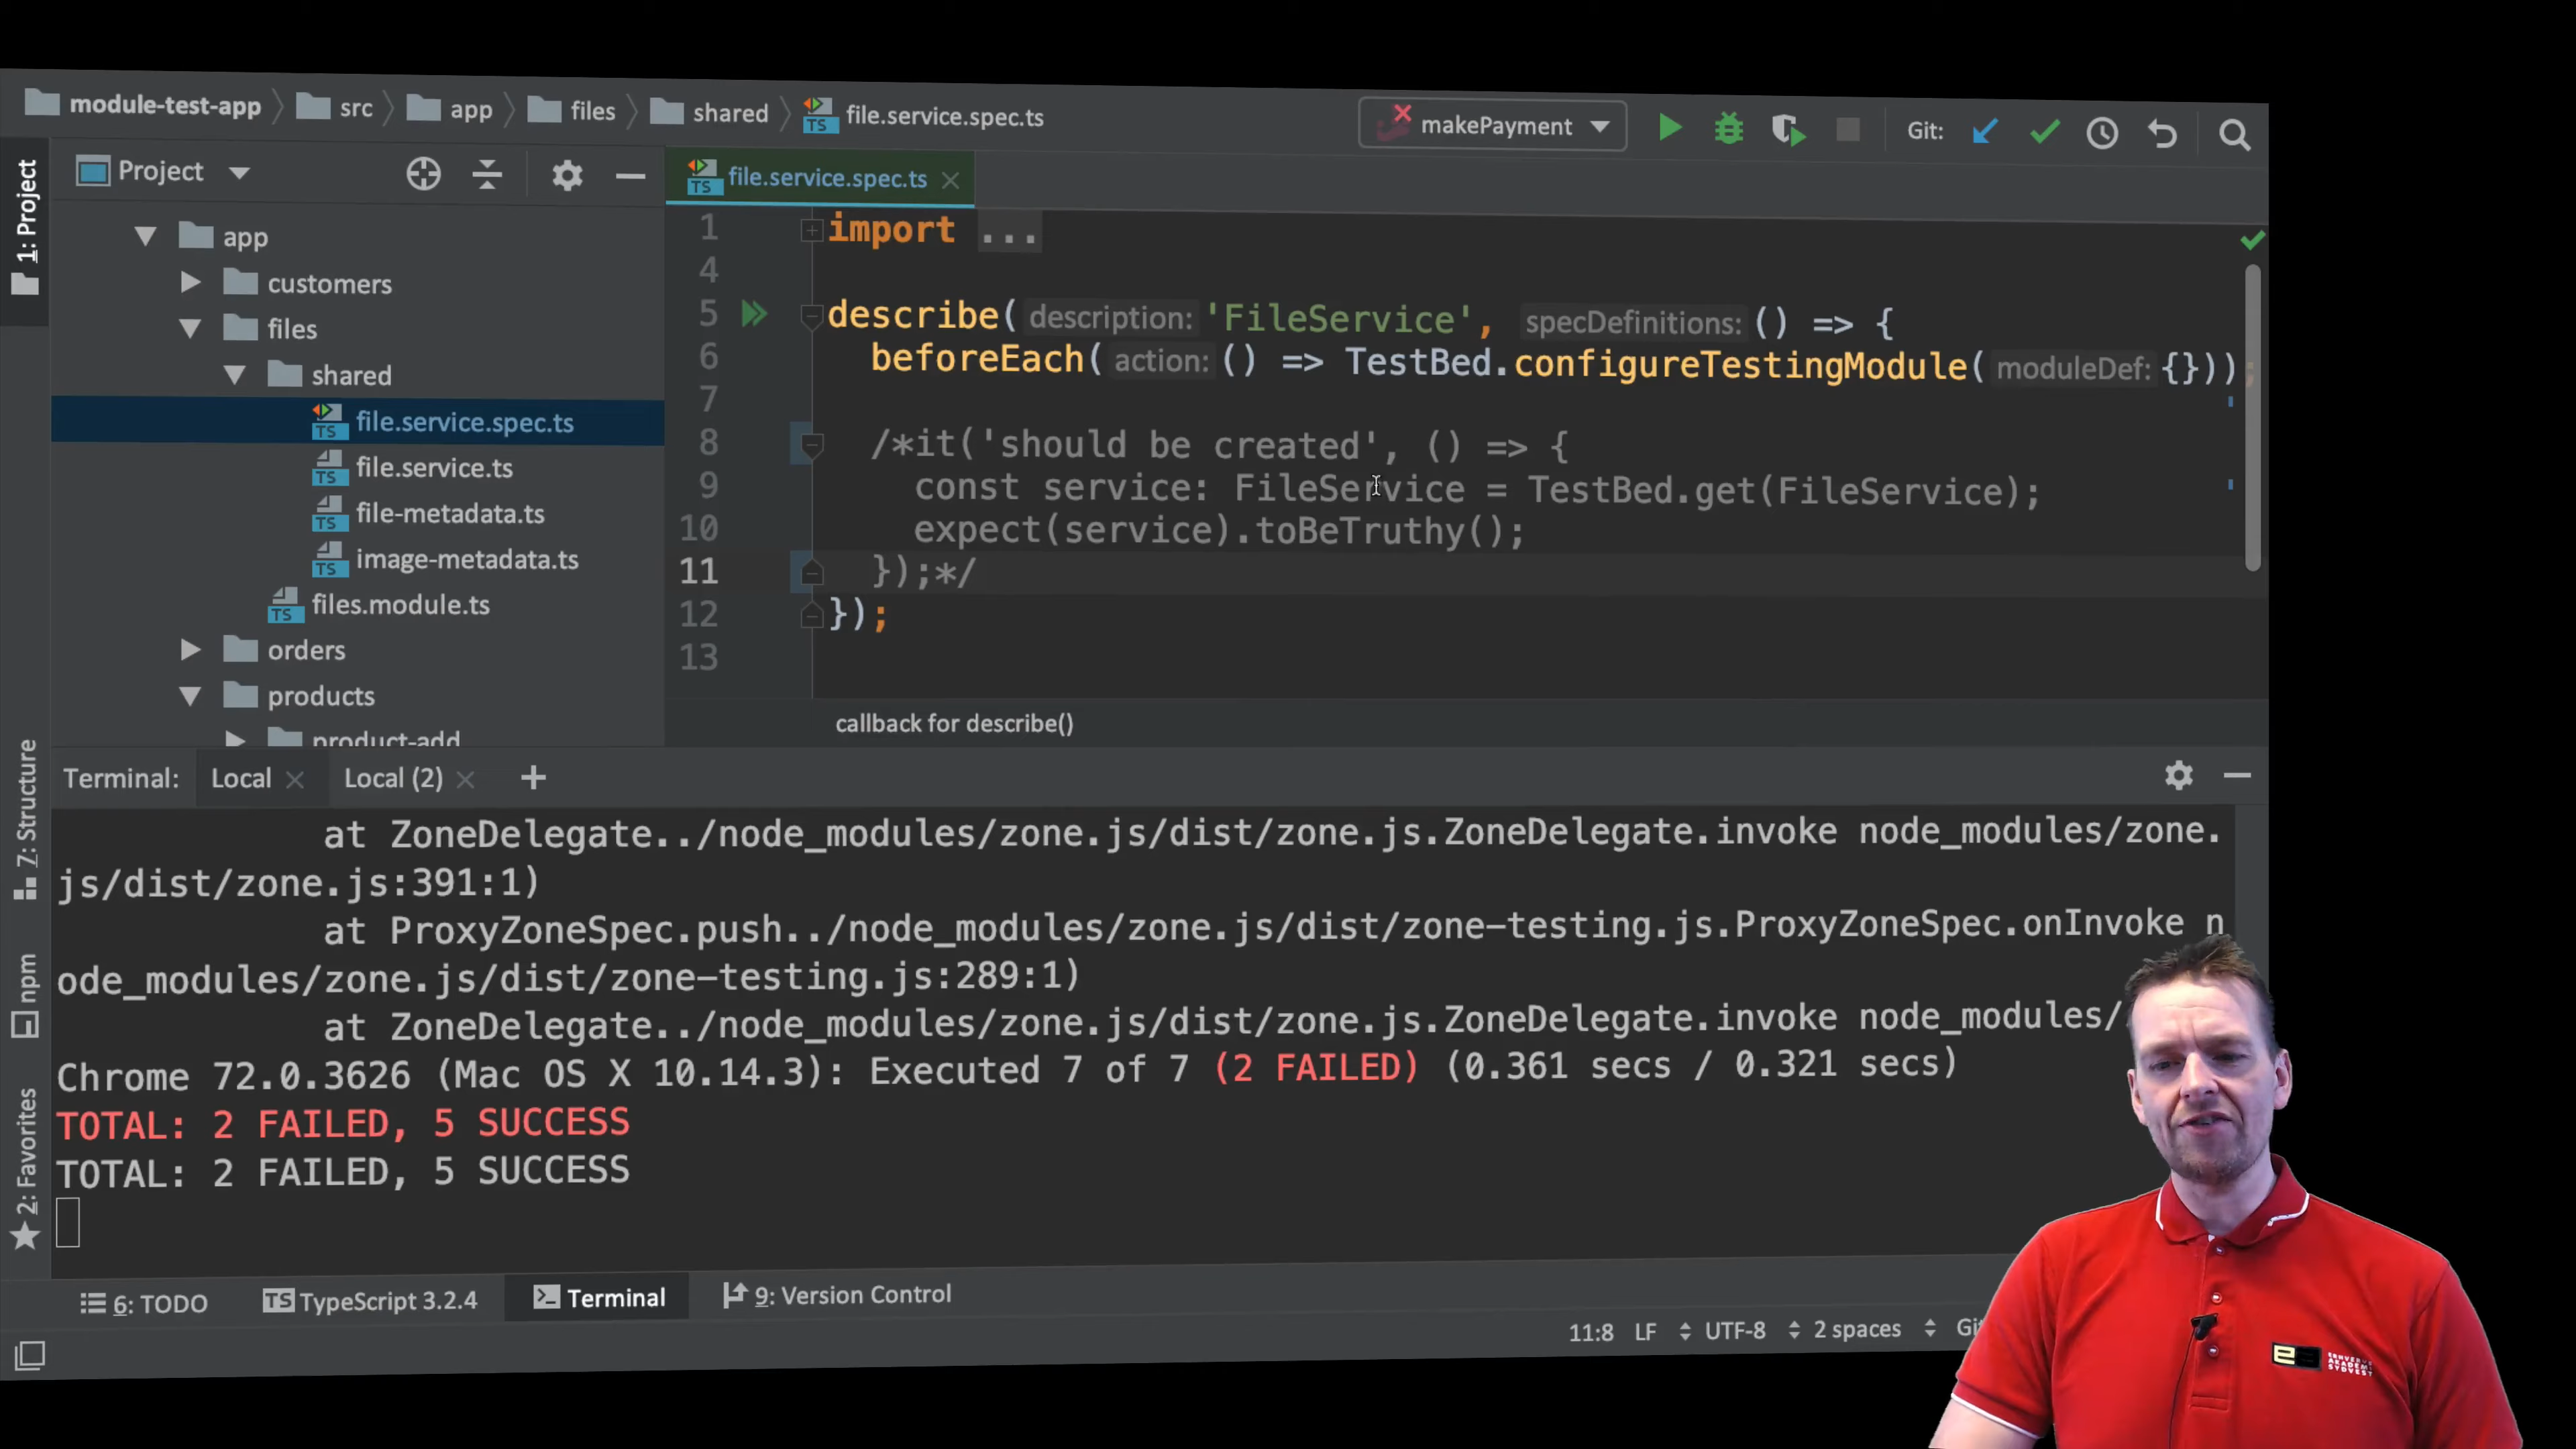 module-test-app src app files shared file.service.spec.ts makePayment Git:
1: Project
Project
file.service.spec.ts
app
customers
files
shared
file.service.spec.ts
file.service.ts
file-metadata.ts
image-metadata.ts
files.module.ts
orders
products
product-add
1 import ...
4
5 describe( description: 'FileService', specDefinitions: () => {
6 beforeEach( action: () => TestBed.configureTestingModule( moduleDef: {}));
7
8 /*it('should be created', () => {
9 const service: FileService = TestBed.get(FileService);
10 expect(service).toBeTruthy();
11 });*/
12 });
13
callback for describe()
7: Structure
npm
2: Favorites
Terminal: Local Local (2) +
at ZoneDelegate../node_modules/zone.js/dist/zone.js.ZoneDelegate.invoke node_modules/zone.
js/dist/zone.js:391:1)
at ProxyZoneSpec.push../node_modules/zone.js/dist/zone-testing.js.ProxyZoneSpec.onInvoke n
ode_modules/zone.js/dist/zone-testing.js:289:1)
at ZoneDelegate../node_modules/zone.js/dist/zone.js.ZoneDelegate.invoke node_modules/
Chrome 72.0.3626 (Mac OS X 10.14.3): Executed 7 of 7 (2 FAILED) (0.361 secs / 0.321 secs)
TOTAL: 2 FAILED, 5 SUCCESS
TOTAL: 2 FAILED, 5 SUCCESS
6: TODO TypeScript 3.2.4 Terminal 9: Version Control
11:8 LF UTF-8 2 spaces Git
AKADEMI
SYDVEST